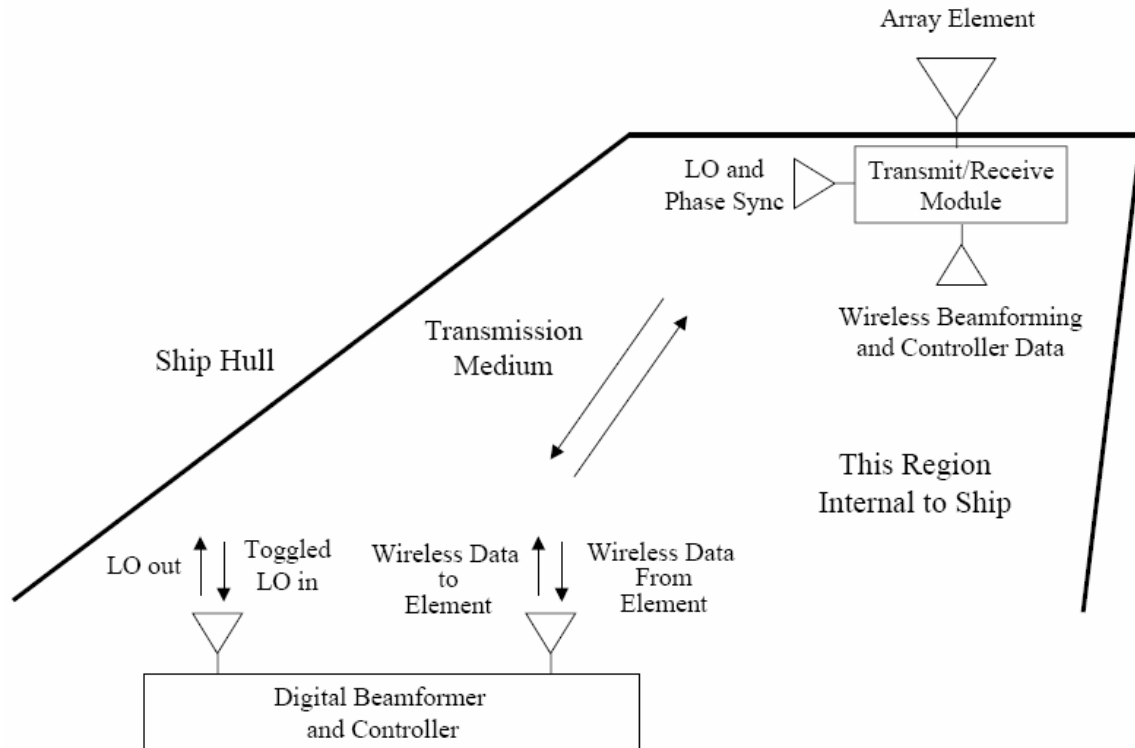 Array Element
LO and
Phase Sync
Transmit/Receive
Module
Wireless Beamforming
and Controller Data
Transmission
Medium
Ship Hull
This Region
Internal to Ship
LO out
Toggled
LO in
Wireless Data
to
Element
Wireless Data
From
Element
Digital Beamformer
and Controller